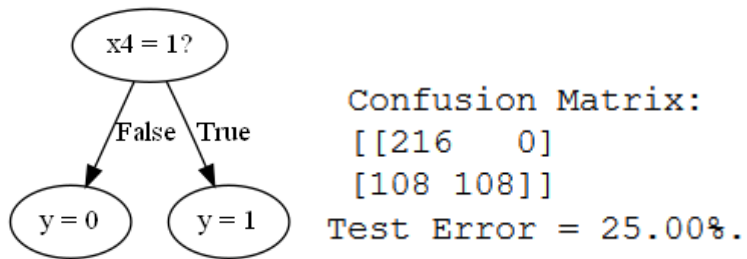 x4 = 1?
False True
y = 0 y = 1
Confusion Matrix:
[[216 0]
[108 108]]
Test Error = 25.00%.